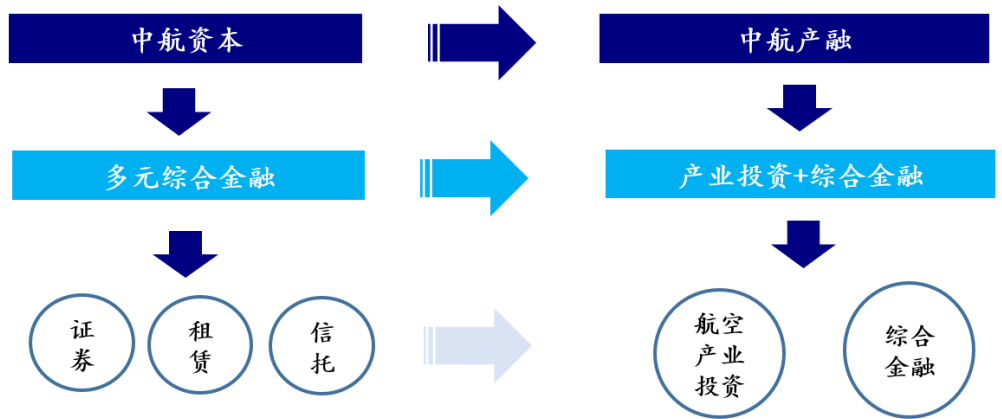 中航资本
中航产融
多元综合金融
产业投资+综合金融
证
券
租
赁
信
托
航空
产业
投资
综合
金融